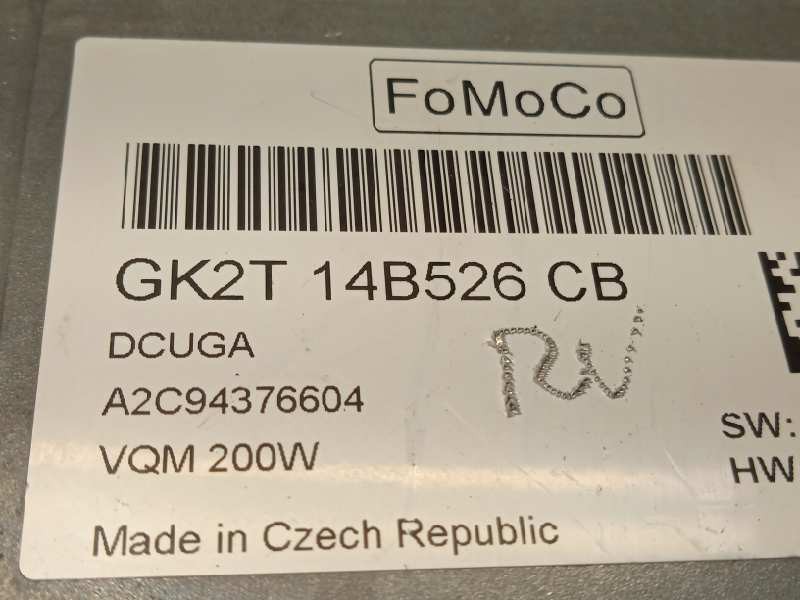 FoMoCo
GK2T 14B526 CB
DCUGA
A2C94376604
VQM 200W
SW:
HW
Made in Czech Republic